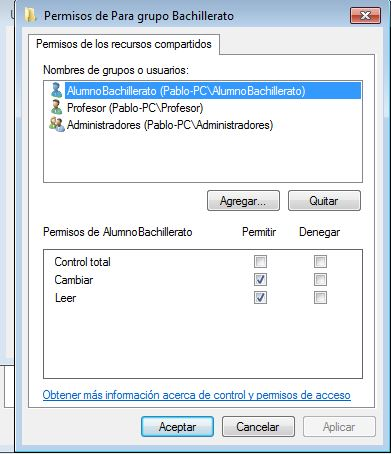 Permisos de Para grupo Bachillerato
Permisos de los recursos compartidos
Nombres de grupos o usuarios:
AlumnoBachillerato (Pablo-PC\AlumnoBachillerato)
Profesor (Pablo-PC\Profesor)
Administradores (Pablo-PC\Administradores)
Agregar... Quitar
Permisos de AlumnoBachillerato Permitir Denegar
Control total
Cambiar
Leer
Obtener más información acerca de control y permisos de acceso
Aceptar Cancelar Aplicar